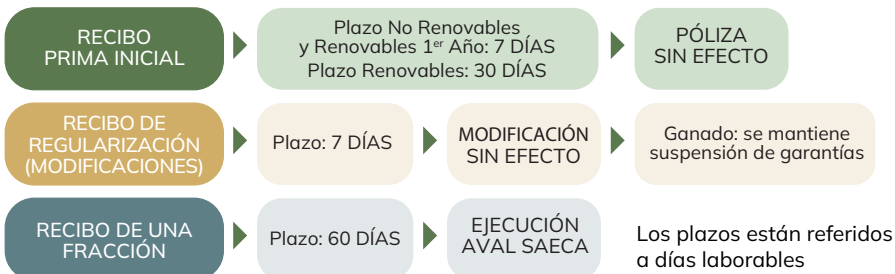 RECIBO
PRIMA INICIAL
Plazo No Renovables
y Renovables 1er Año: 7 DÍAS
Plazo Renovables: 30 DÍAS
PÓLIZA
SIN EFECTO
RECIBO DE
REGULARIZACIÓN
(MODIFICACIONES)
Plazo: 7 DÍAS
MODIFICACIÓN
SIN EFECTO
Ganado: se mantiene
suspensión de garantías
RECIBO DE UNA
FRACCIÓN
Plazo: 60 DÍAS
EJECUCIÓN
AVAL SAECA
Los plazos están referidos
a días laborables